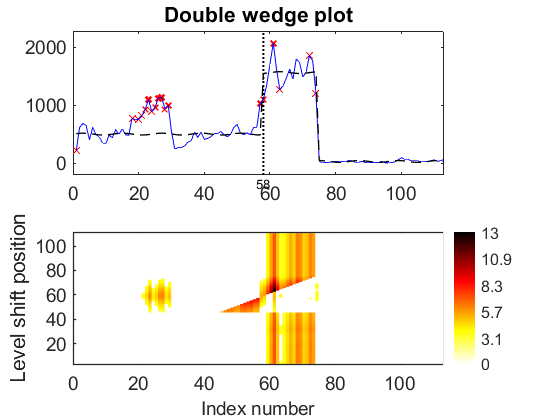 Double wedge plot
2000
1000
0
0 20 40 58 60 80 100
Level shift position
100
80
60
40
20
0 20 40 60 80 100
Index number
13
10.9
8.3
5.7
3.1
0